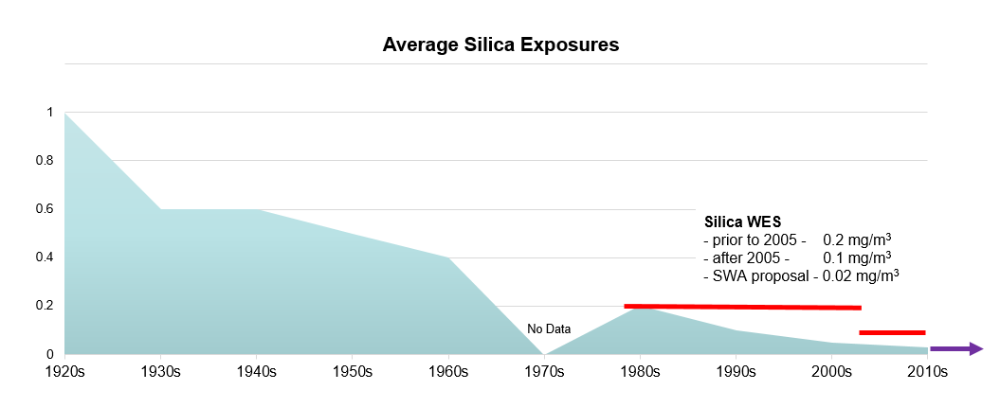 Average Silica Exposures
1
0.8
0.6
0.4
0.2
0
Silica WES
- prior to 2005 - 0.2 mg/m³
- after 2005 - 0.1 mg/m³
- SWA proposal - 0.02 mg/m³
No Data
1920s 1930s 1940s 1950s 1960s 1970s 1980s 1990s 2000s 2010s